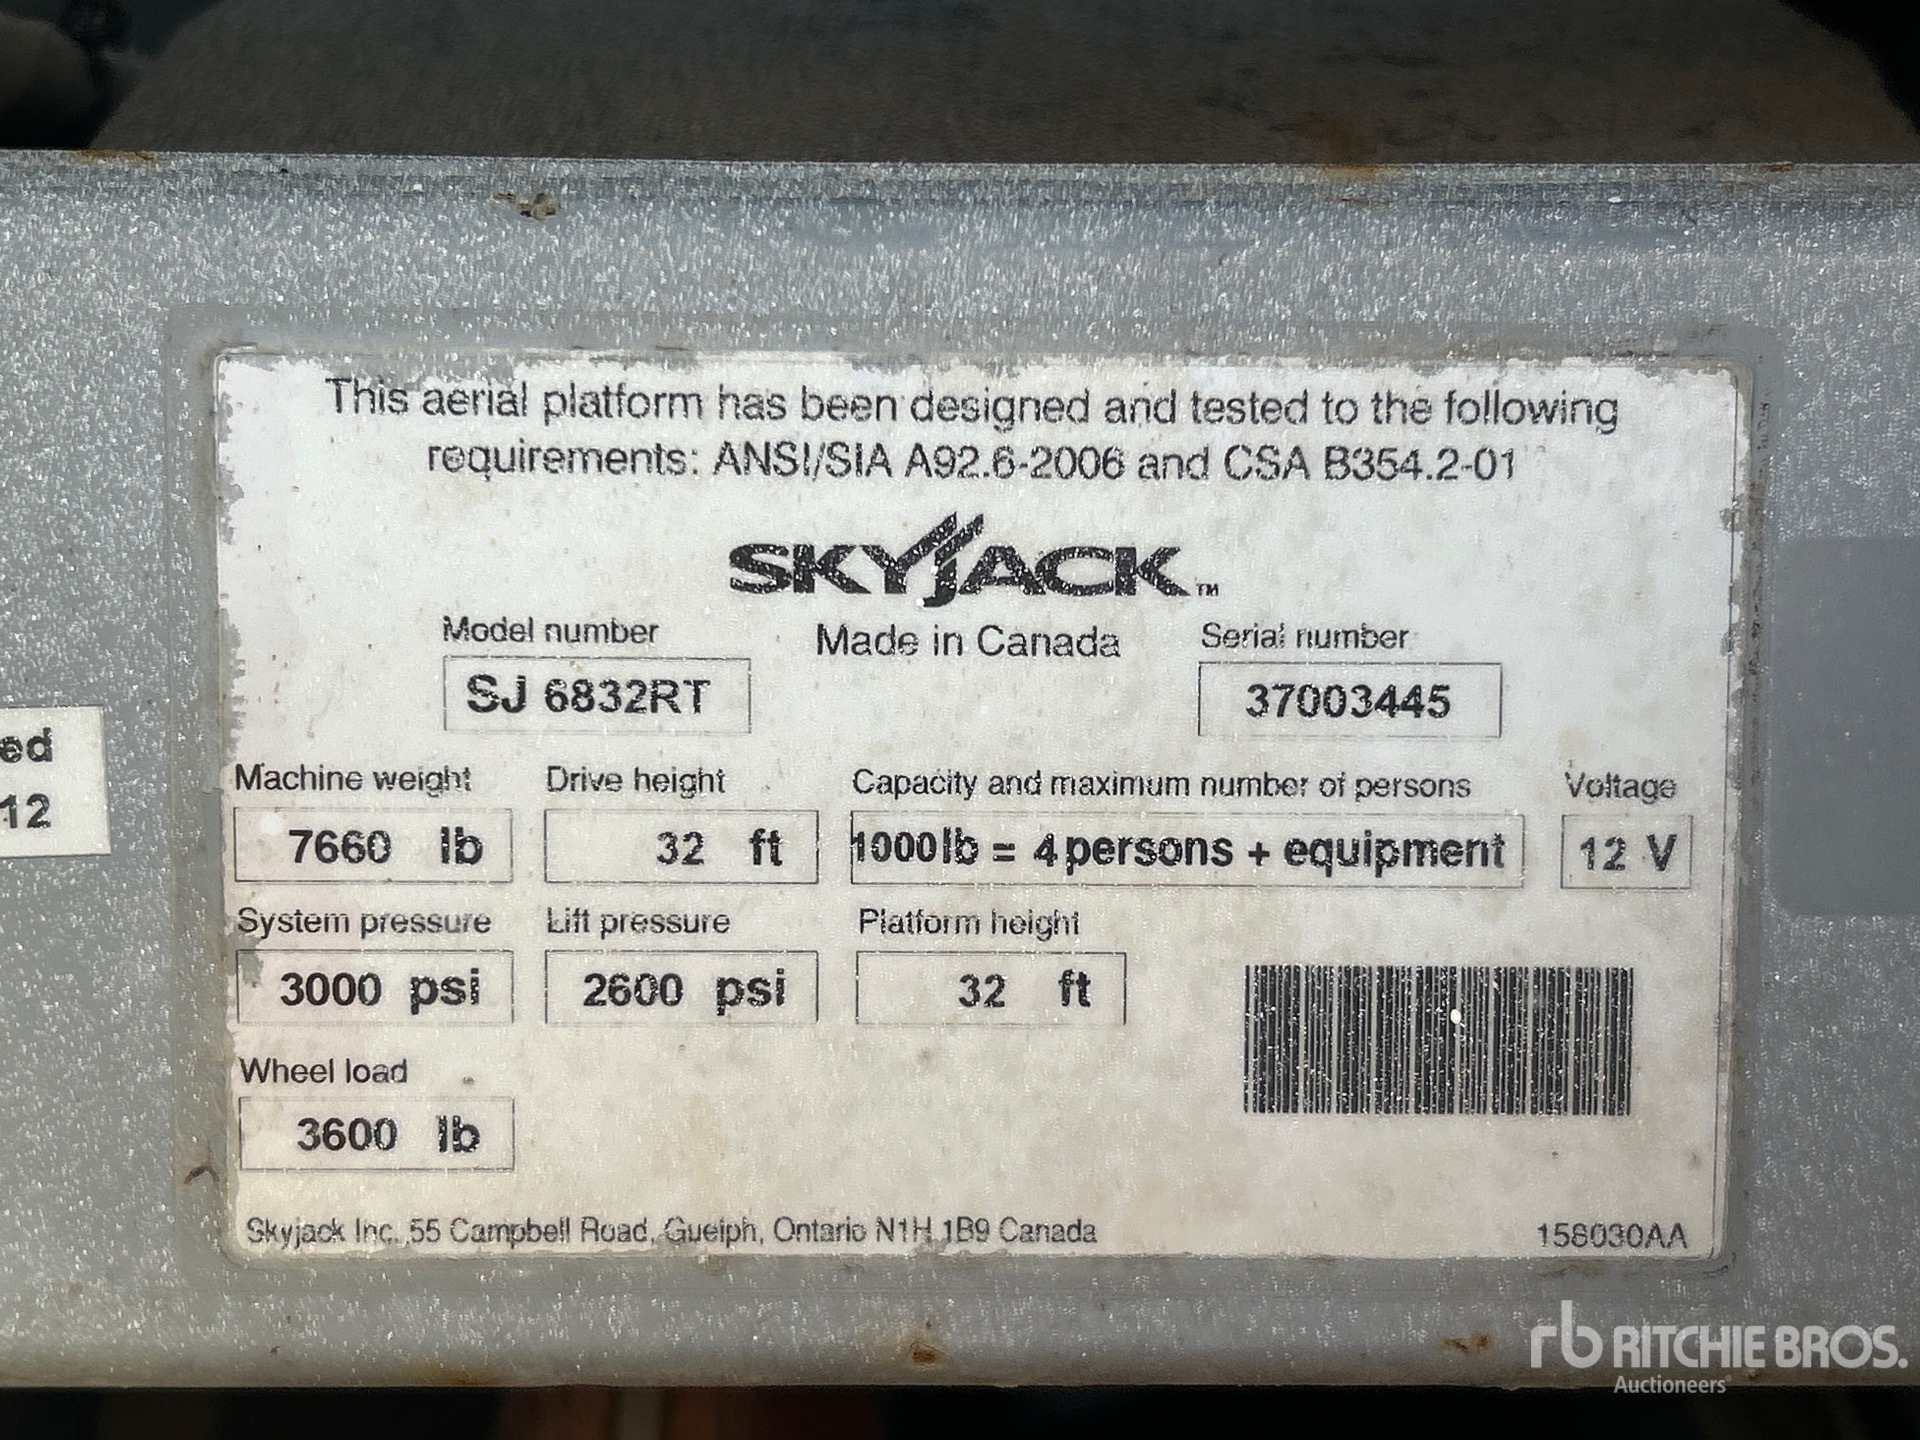 This aerial platform has been designed and tested to the following
requirements: ANSI/SIA A92.6-2006 and CSA B354.2-01
SKYJACK™
Model number
SJ 6832RT
Made in Canada
Serial number
37003445
ed
12
Machine weight
7660 lb
Drive height
32 ft
Capacity and maximum number of persons
1000lb = 4 persons + equipment
Voltage
12 V
System pressure
3000 psi
Lift pressure
2600 psi
Platform height
32 ft
Wheel load
3600 lb
Skyjack Inc. 55 Campbell Road, Guelph, Ontario N1H 1B9 Canada
158030AA
rb RITCHIE BROS.
Auctioneers